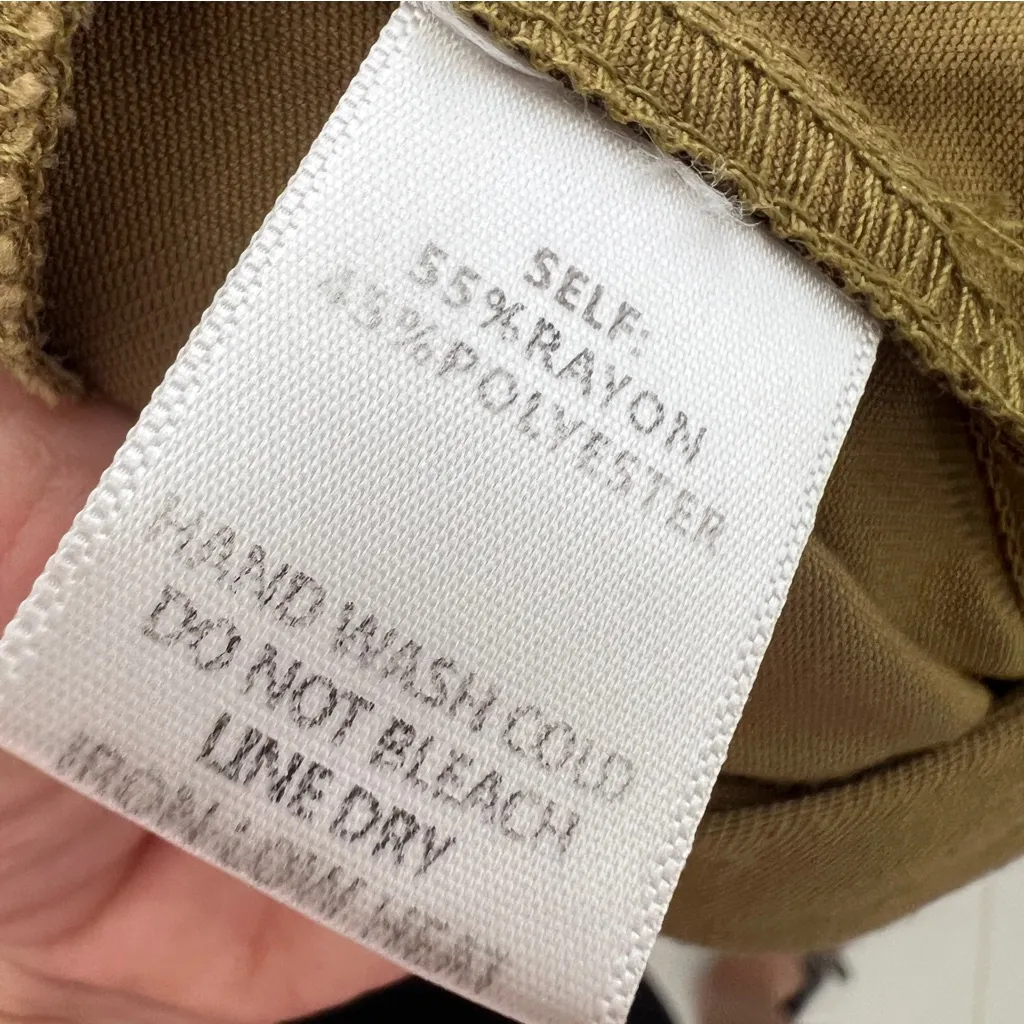 SELF:
55%RAYON
45%POLYESTER
HAND WASH COLD
DO NOT BLEACH
LINE DRY
IRON LOW HEAT